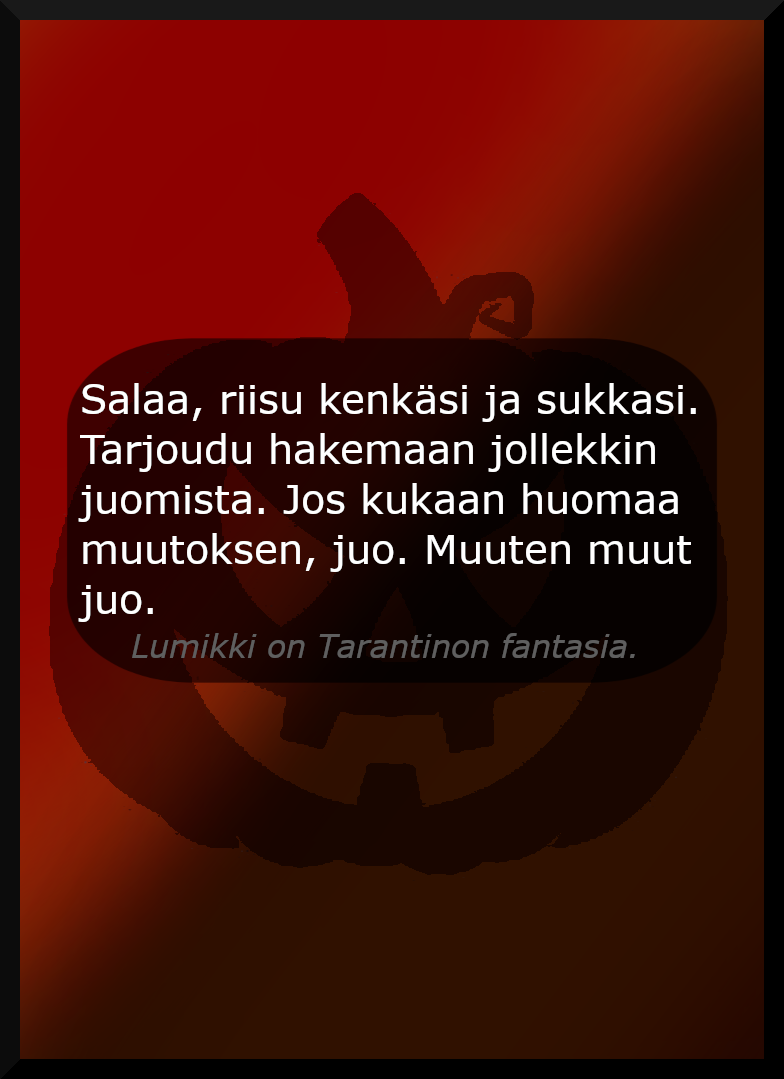 Salaa, riisu kenkäsi ja sukkasi.
Tarjoudu hakemaan jollekkin
juomista. Jos kukaan huomaa
muutoksen, juo. Muuten muut
juo.
Lumikki on Tarantinon fantasia.